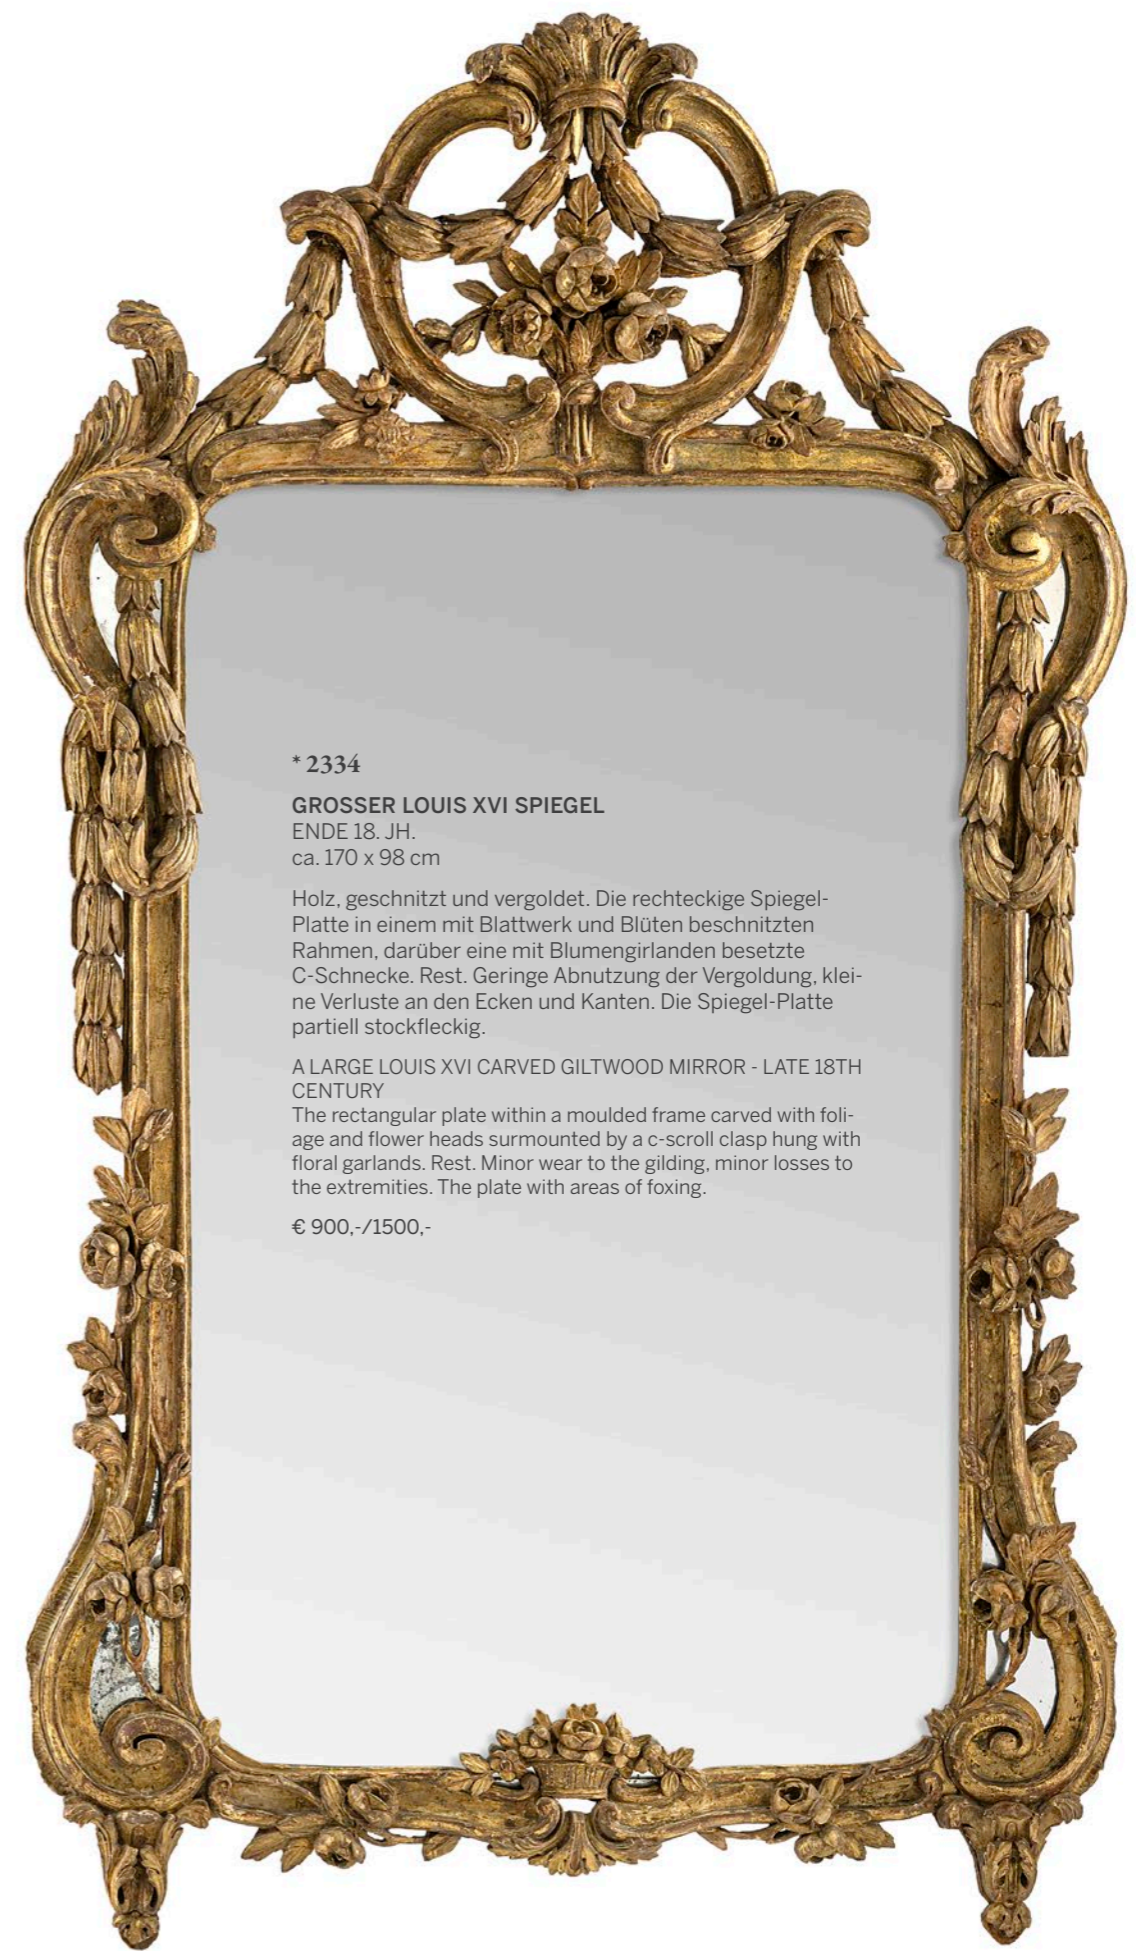 * 2334
GROSSER LOUIS XVI SPIEGEL
ENDE 18. JH.
ca. 170 x 98 cm
Holz, geschnitzt und vergoldet. Die rechteckige Spiegel-
Platte in einem mit Blattwerk und Blüten beschnitzten
Rahmen, darüber eine mit Blumengirlanden besetzte
C-Schnecke. Rest. Geringe Abnutzung der Vergoldung, klei-
ne Verluste an den Ecken und Kanten. Die Spiegel-Platte
partiell stockfleckig.
A LARGE LOUIS XVI CARVED GILTWOOD MIRROR - LATE 18TH
CENTURY
The rectangular plate within a moulded frame carved with foli-
age and flower heads surmounted by a c-scroll clasp hung with
floral garlands. Rest. Minor wear to the gilding, minor losses to
the extremities. The plate with areas of foxing.
€ 900,-/1500,-